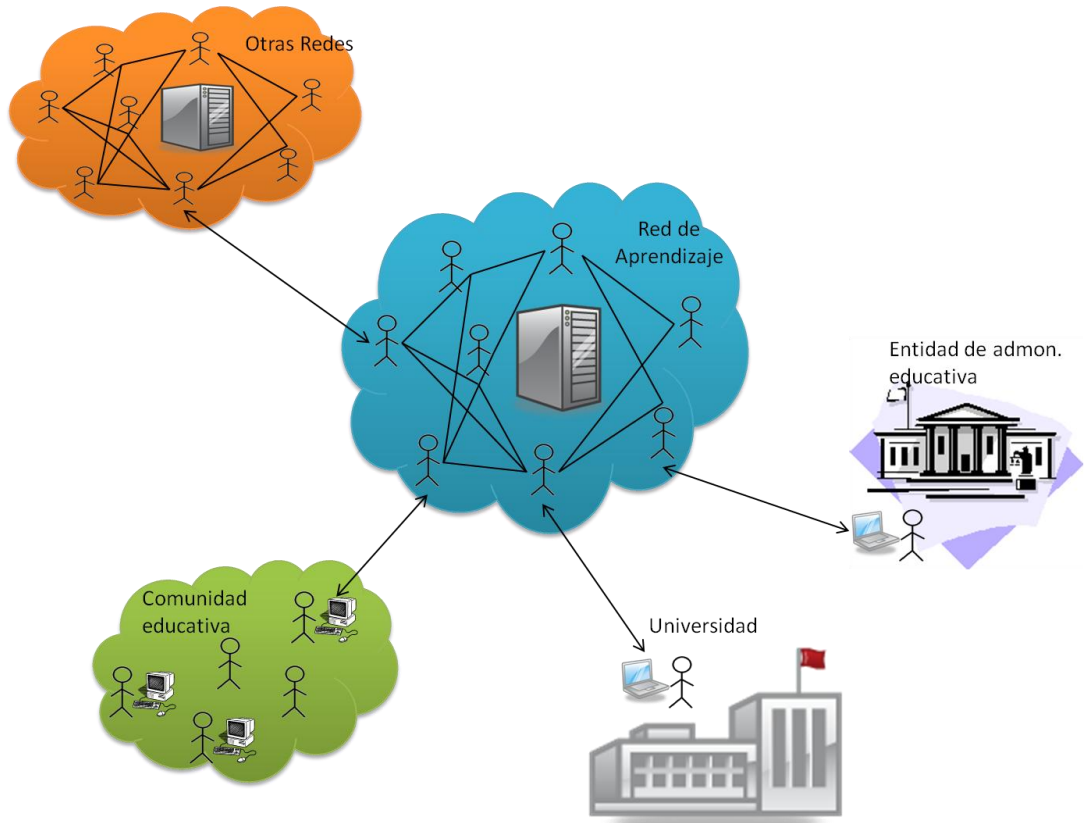 Otras Redes
Red de
Aprendizaje
Entidad de admon.
educativa
Comunidad
educativa
Universidad